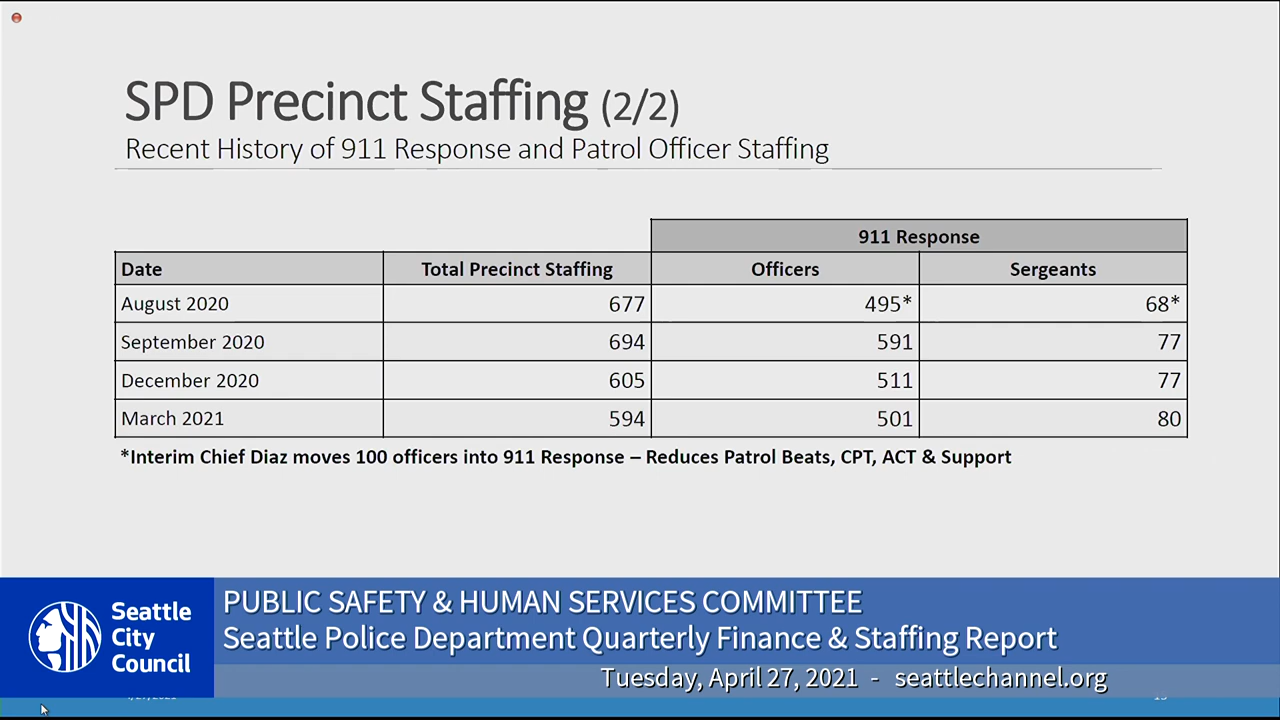 SPD Precinct Staffing (2/2)
Recent History of 911 Response and Patrol Officer Staffing
911 Response
Date Total Precinct Staffing Officers Sergeants
August 2020 677 495* 68*
September 2020 694 591 77
December 2020 605 511 77
March 2021 594 501 80
*Interim Chief Diaz moves 100 officers into 911 Response – Reduces Patrol Beats, CPT, ACT & Support
Seattle
City
Council
PUBLIC SAFETY & HUMAN SERVICES COMMITTEE
Seattle Police Department Quarterly Finance & Staffing Report
Tuesday, April 27, 2021 - seattlechannel.org